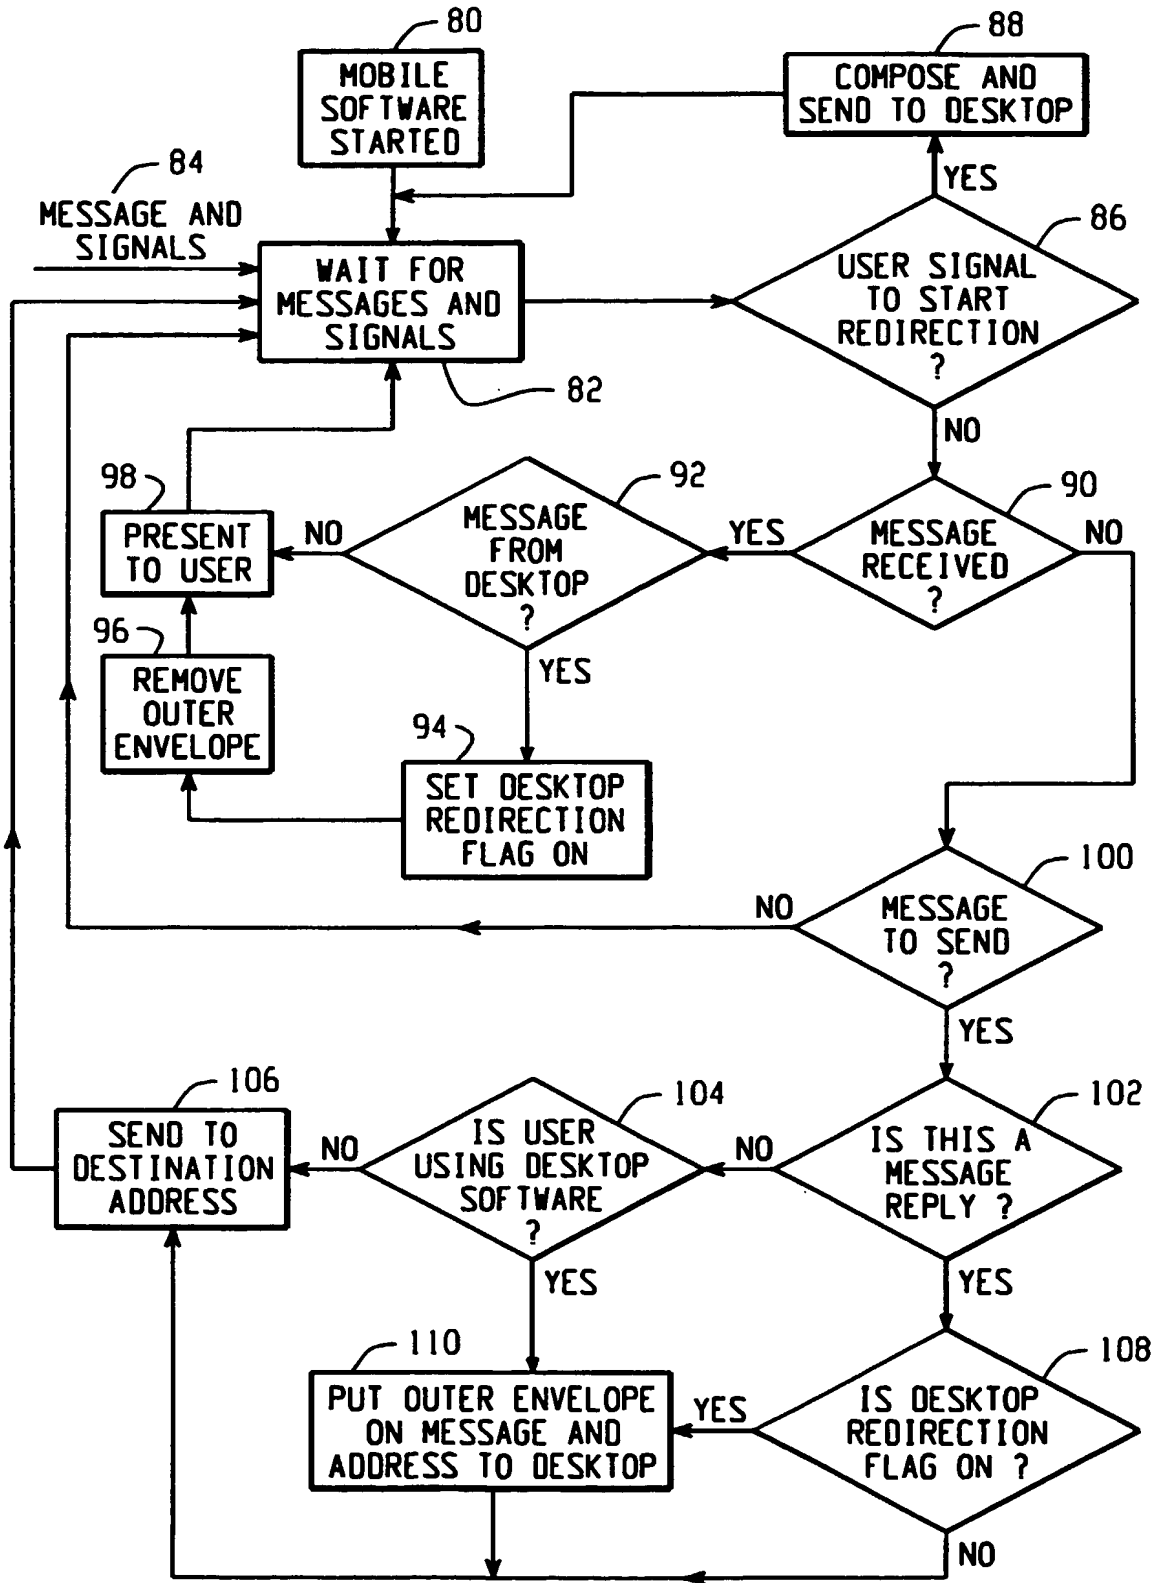 80
MOBILE
SOFTWARE
STARTED
88
COMPOSE AND
SEND TO DESKTOP
YES
84
MESSAGE AND
SIGNALS
86
USER SIGNAL
TO START
REDIRECTION
?
WAIT FOR
MESSAGES AND
SIGNALS
82
NO
98
PRESENT
TO USER
NO
92
MESSAGE
FROM
DESKTOP
?
YES
90
MESSAGE
RECEIVED
?
NO
96
REMOVE
OUTER
ENVELOPE
YES
94
SET DESKTOP
REDIRECTION
FLAG ON
100
MESSAGE
TO SEND
?
NO
YES
106
SEND TO
DESTINATION
ADDRESS
NO
104
IS USER
USING DESKTOP
SOFTWARE
?
NO
102
IS THIS A
MESSAGE
REPLY ?
YES
YES
110
PUT OUTER ENVELOPE
ON MESSAGE AND
ADDRESS TO DESKTOP
YES
108
IS DESKTOP
REDIRECTION
FLAG ON ?
NO